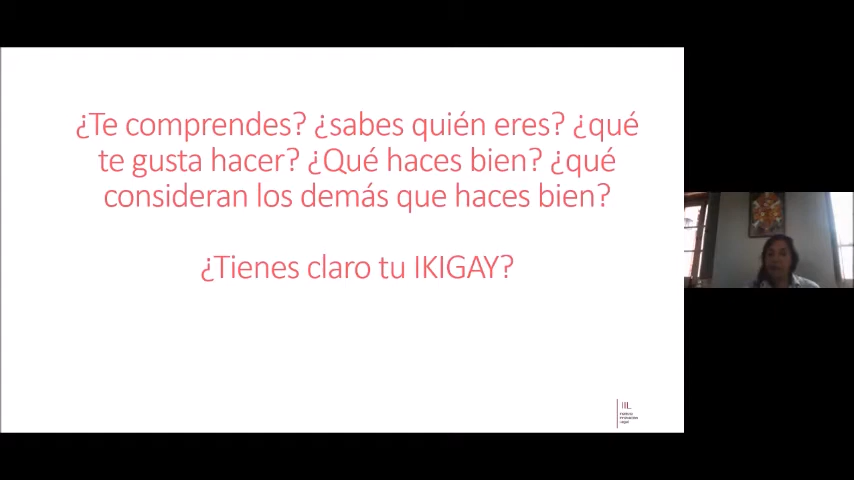 ¿Te comprendes? ¿sabes quién eres? ¿qué
te gusta hacer? ¿Qué haces bien? ¿qué
consideran los demás que haces bien?
¿Tienes claro tu IKIGAY?